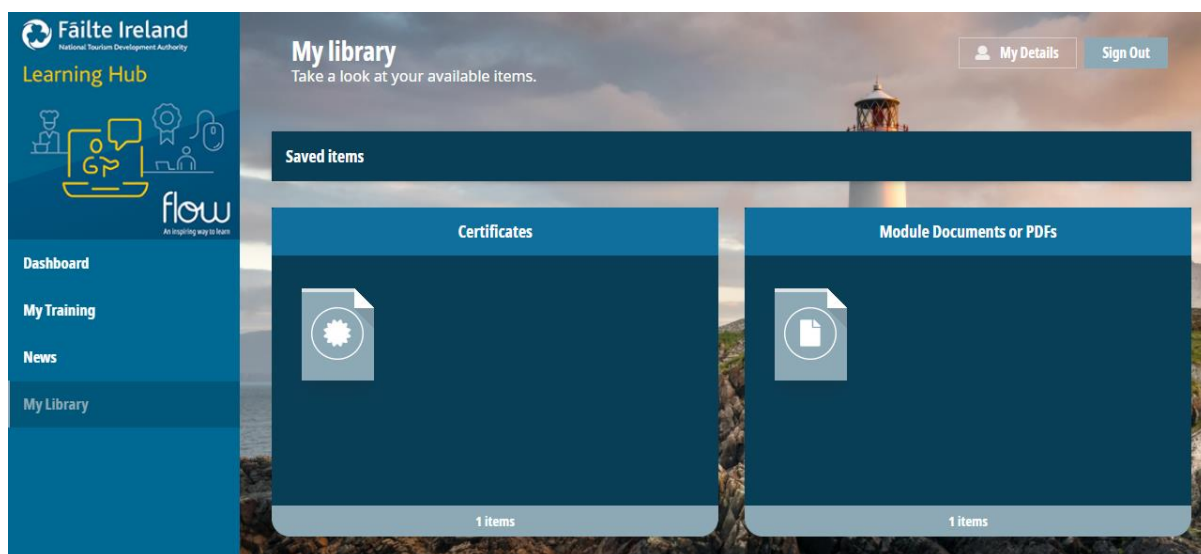 Fáilte Ireland
National Tourism Development Authority
Learning Hub
flow
An inspiring way to learn
Dashboard
My Training
News
My Library
My library
Take a look at your available items.
My Details
Sign Out
Saved items
Certificates
1 items
Module Documents or PDFs
1 items